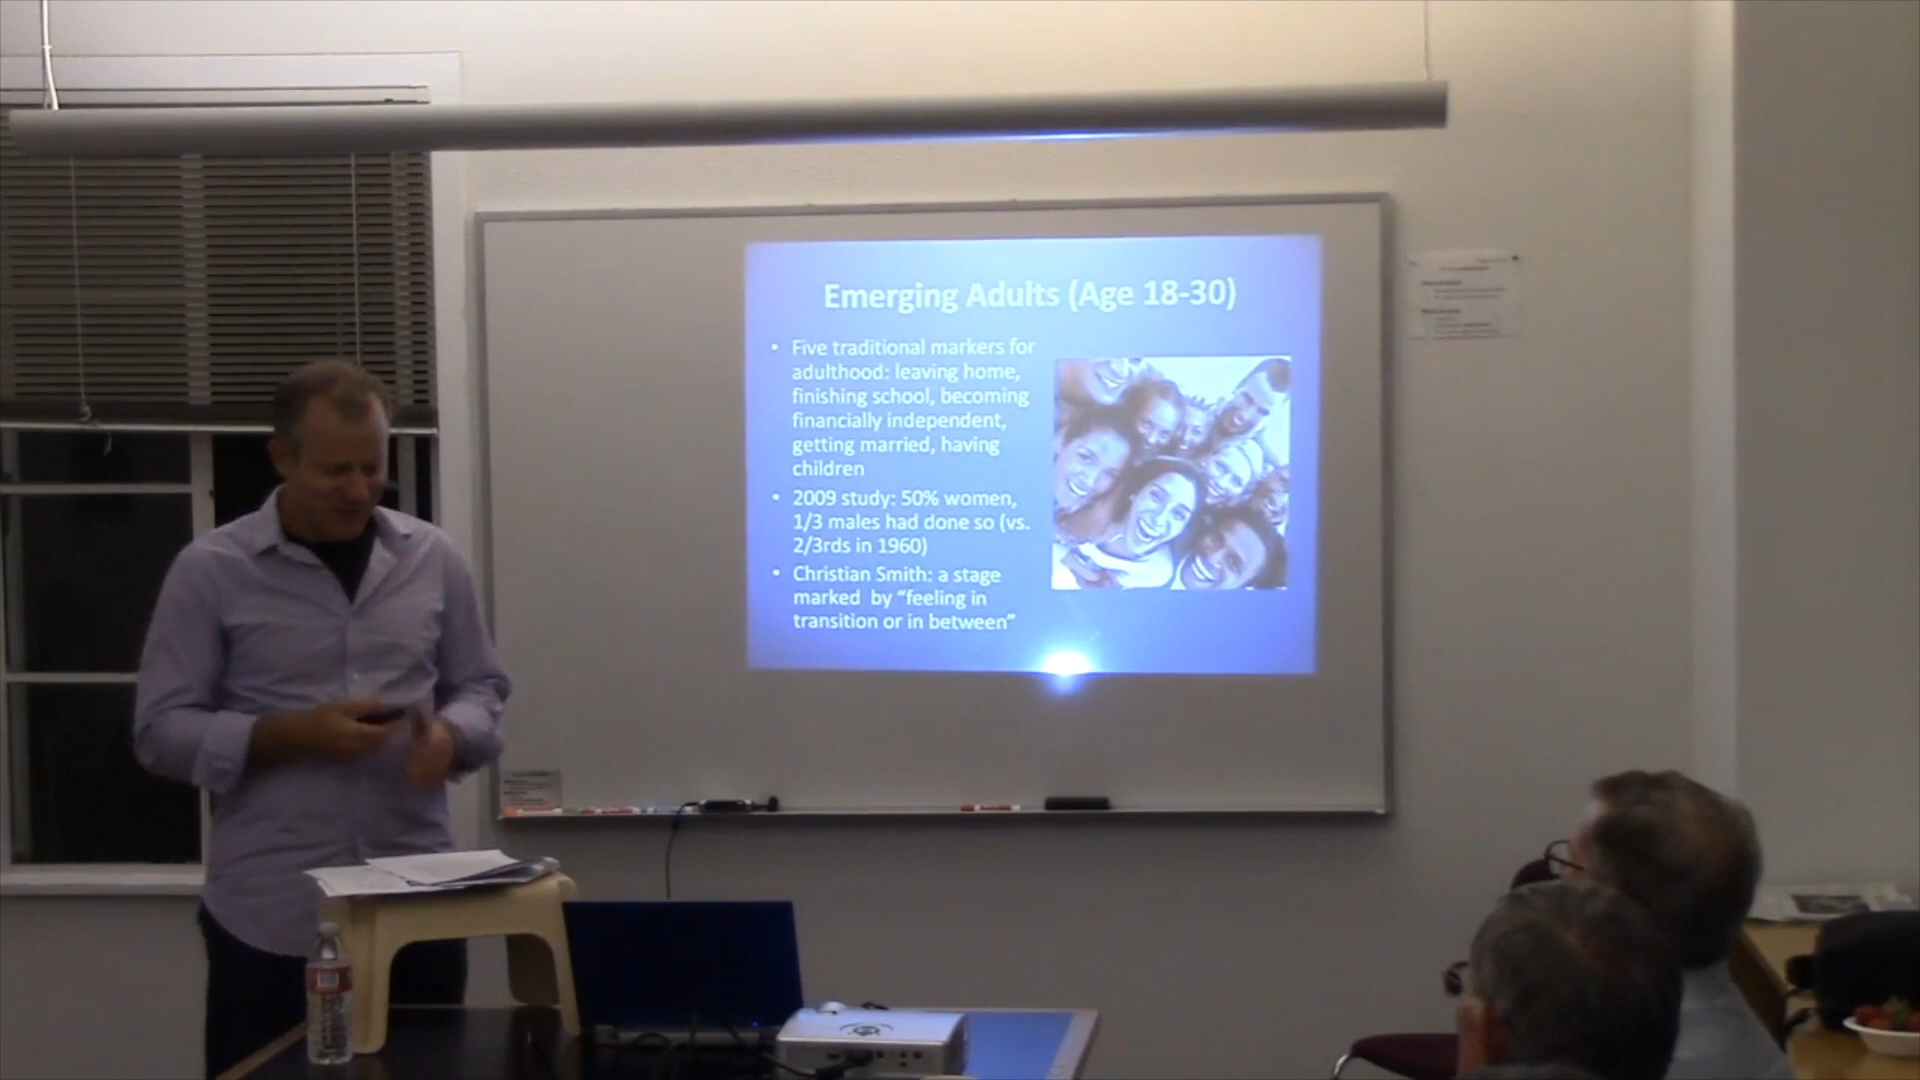 Emerging Adults (Age 18-30)
• Five traditional markers for
adulthood: leaving home,
finishing school, becoming
financially independent,
getting married, having
children
• 2009 study: 50% women,
1/3 males had done so (vs.
2/3rds in 1960)
• Christian Smith: a stage
marked by “feeling in
transition or in between”